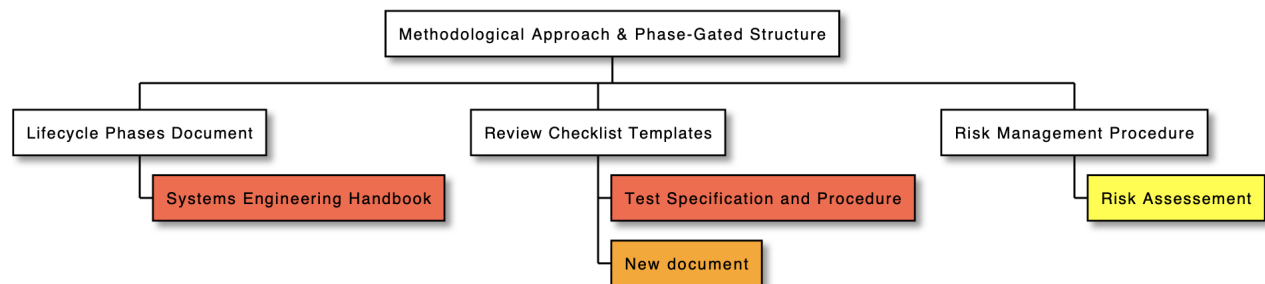 Methodological Approach & Phase-Gated Structure
Lifecycle Phases Document
Review Checklist Templates
Risk Management Procedure
Systems Engineering Handbook
Test Specification and Procedure
Risk Assessement
New document